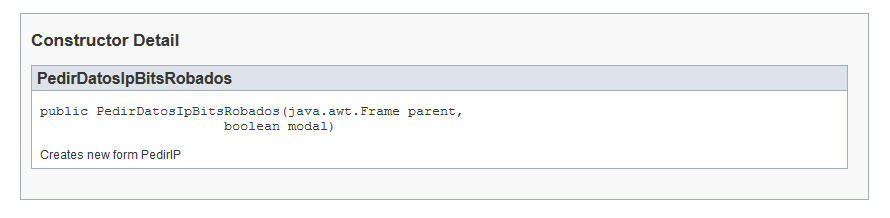 Constructor Detail
PedirDatosIpBitsRobados
public PedirDatosIpBitsRobados(java.awt.Frame parent,
boolean modal)
Creates new form PedirIP